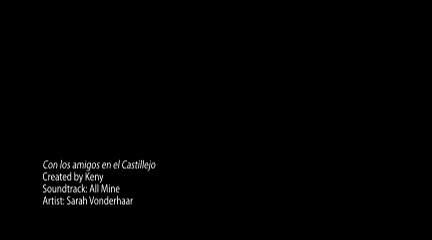 Con los amigos en el Castillejo
Created by Keny
Soundtrack: All Mine
Artist: Sarah Vonderhaar